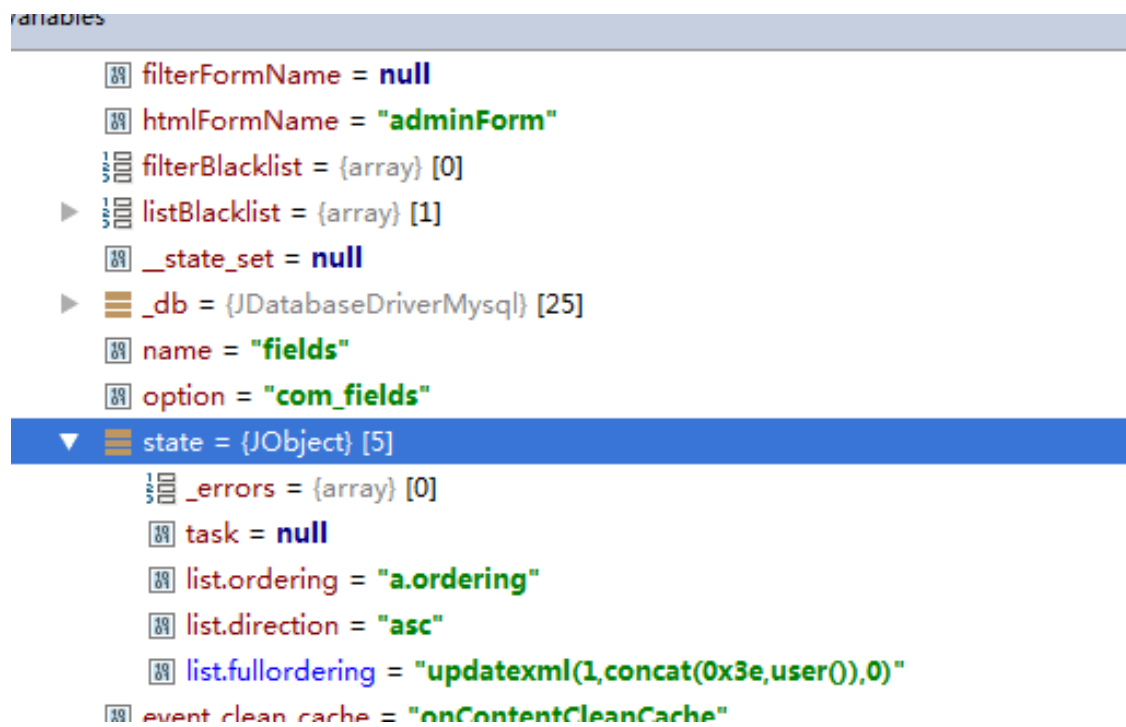 variables
filterFormName = null
htmlFormName = "adminForm"
filterBlacklist = {array} [0]
listBlacklist = {array} [1]
__state_set = null
_db = {JDatabaseDriverMysql} [25]
name = "fields"
option = "com_fields"
state = {JObject} [5]
_errors = {array} [0]
task = null
list.ordering = "a.ordering"
list.direction = "asc"
list.fullordering = "updatexml(1,concat(0x3e,user()),0)"
event_clean_cache = "onContentCleanCache"